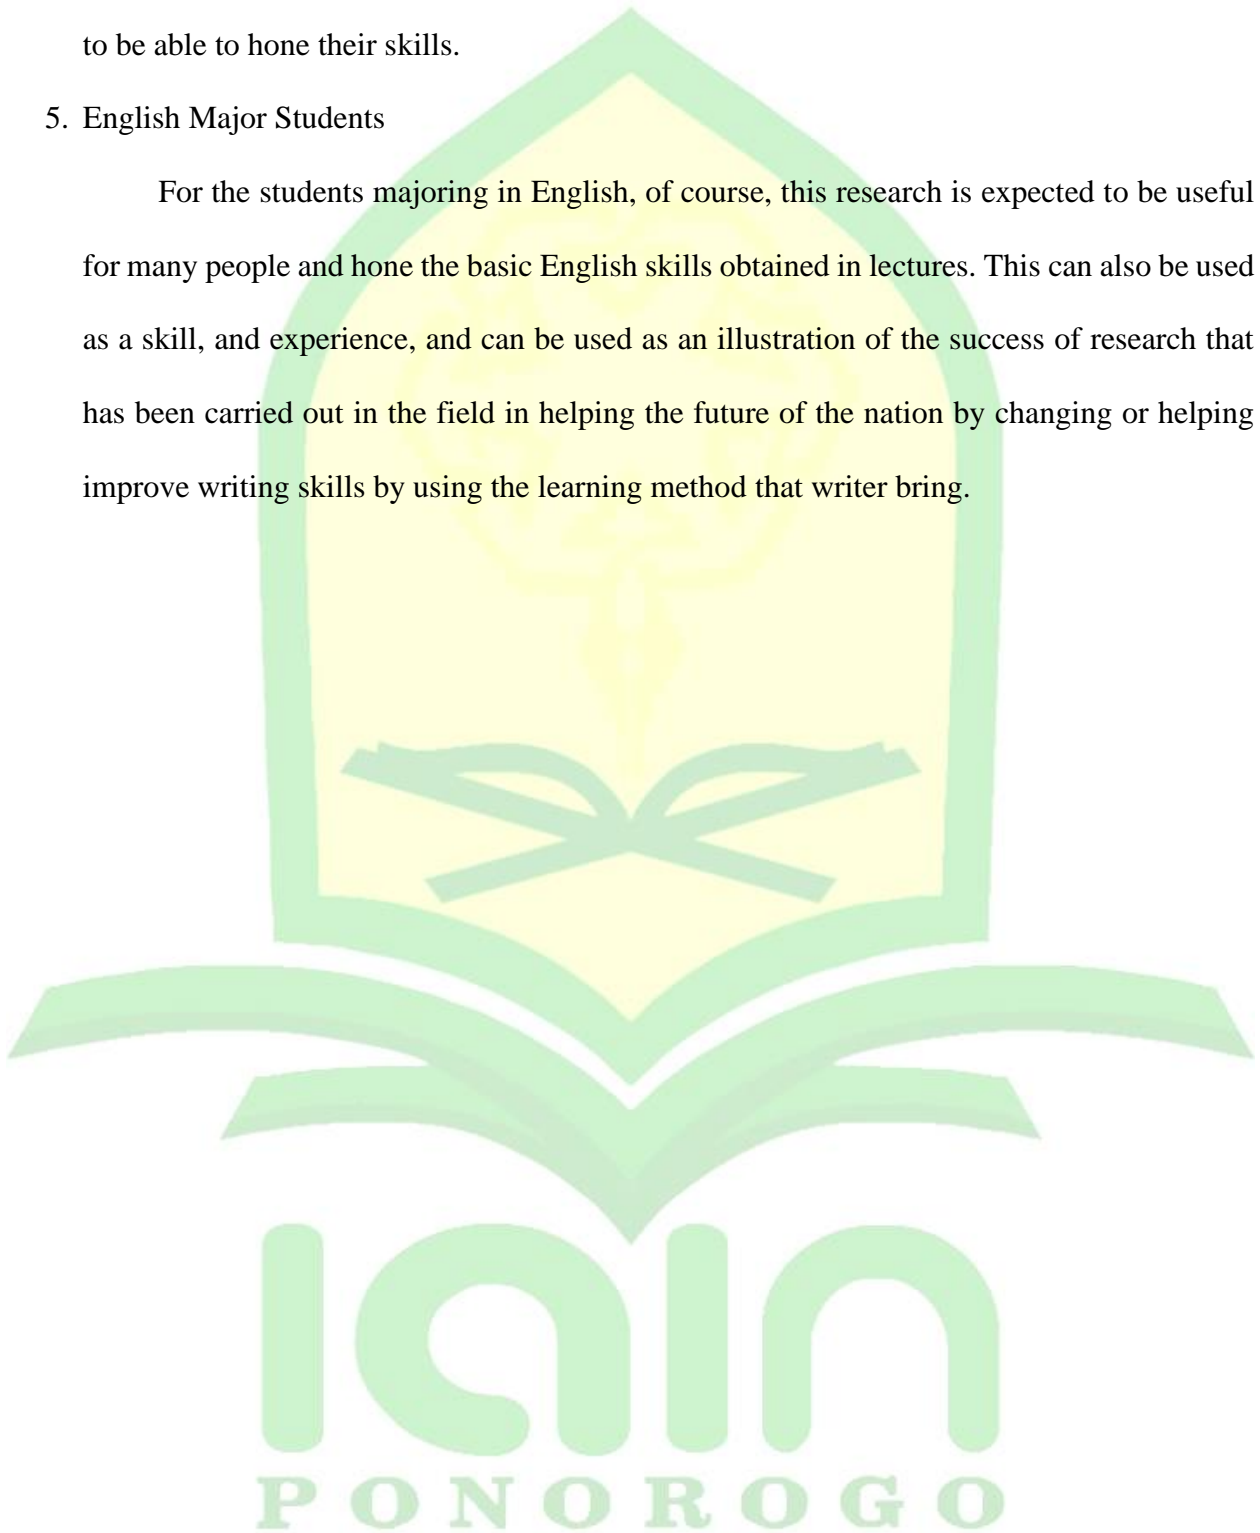 to be able to hone their skills.
5. English Major Students
For the students majoring in English, of course, this research is expected to be useful
for many people and hone the basic English skills obtained in lectures. This can also be used
as a skill, and experience, and can be used as an illustration of the success of research that
has been carried out in the field in helping the future of the nation by changing or helping
improve writing skills by using the learning method that writer bring.
iain
PONOROGO